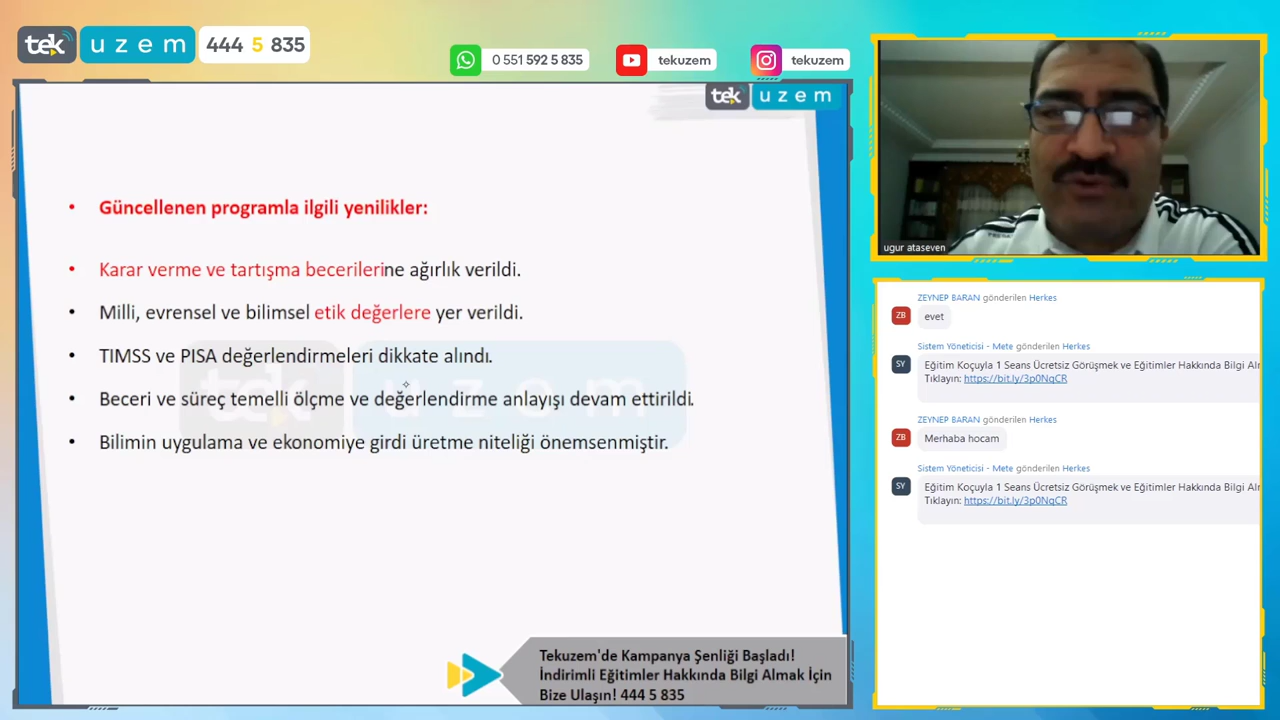 tek uzem 444 5 835
0 551 592 5 835
tekuzem
tekuzem
tek uzem
• Güncellenen programla ilgili yenilikler:
• Karar verme ve tartışma becerilerine ağırlık verildi.
• Milli, evrensel ve bilimsel etik değerlere yer verildi.
• TIMSS ve PISA değerlendirmeleri dikkate alındı.
• Beceri ve süreç temelli ölçme ve değerlendirme anlayışı devam ettirildi.
• Bilimin uygulama ve ekonomiye girdi üretme niteliği önemsenmiştir.
tek uzem
Tekuzem'de Kampanya Şenliği Başladı!
İndirimli Eğitimler Hakkında Bilgi Almak İçin
Bize Ulaşın! 444 5 835
ugur ataseven
ZEYNEP BARAN gönderilen Herkes
ZB evet
Sistem Yöneticisi - Mete gönderilen Herkes
SY Eğitim Koçuyla 1 Seans Ücretsiz Görüşmek ve Eğitimler Hakkında Bilgi
Tıklayın: https://bit.ly/3p0NqCR
ZEYNEP BARAN gönderilen Herkes
ZB Merhaba hocam
Sistem Yöneticisi - Mete gönderilen Herkes
SY Eğitim Koçuyla 1 Seans Ücretsiz Görüşmek ve Eğitimler Hakkında Bilgi
Tıklayın: https://bit.ly/3p0NqCR